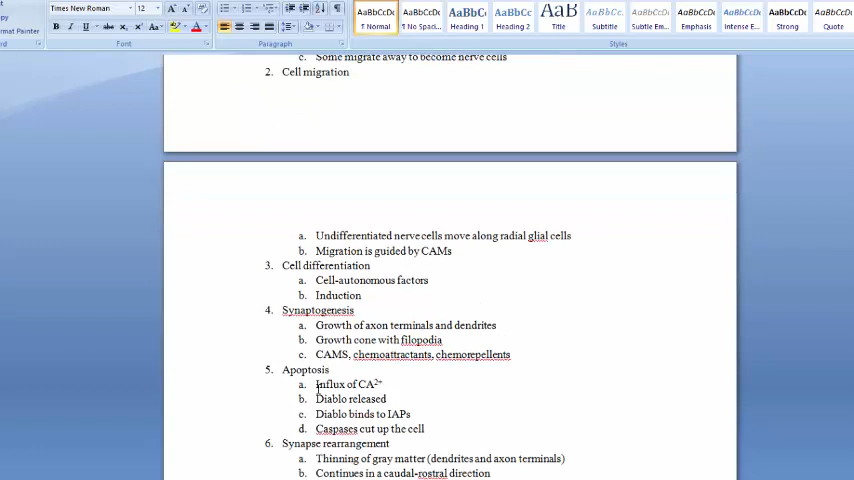 Times New Roman
12
Format Painter
Font
Paragraph
AaBbCcDc
AaBbCcDc
AaBbCc
AaBbCc
AaB
AaBbCc.
AaBbCcDc
AaBbCcDc
AaBbCcDc
AaBbCcDc
AaBbCcDc
¶ Normal
¶ No Spaci...
Heading 1
Heading 2
Title
Subtitle
Subtle Em...
Emphasis
Intense E...
Strong
Quote
Styles
c. Some migrate away to become nerve cells
2. Cell migration
a. Undifferentiated nerve cells move along radial glial cells
b. Migration is guided by CAMs
3. Cell differentiation
a. Cell-autonomous factors
b. Induction
4. Synaptogenesis
a. Growth of axon terminals and dendrites
b. Growth cone with filopodia
c. CAMS, chemoattractants, chemorepellents
5. Apoptosis
a. Influx of CA²⁺
b. Diablo released
c. Diablo binds to IAPs
d. Caspases cut up the cell
6. Synapse rearrangement
a. Thinning of gray matter (dendrites and axon terminals)
b. Continues in a caudal-rostral direction